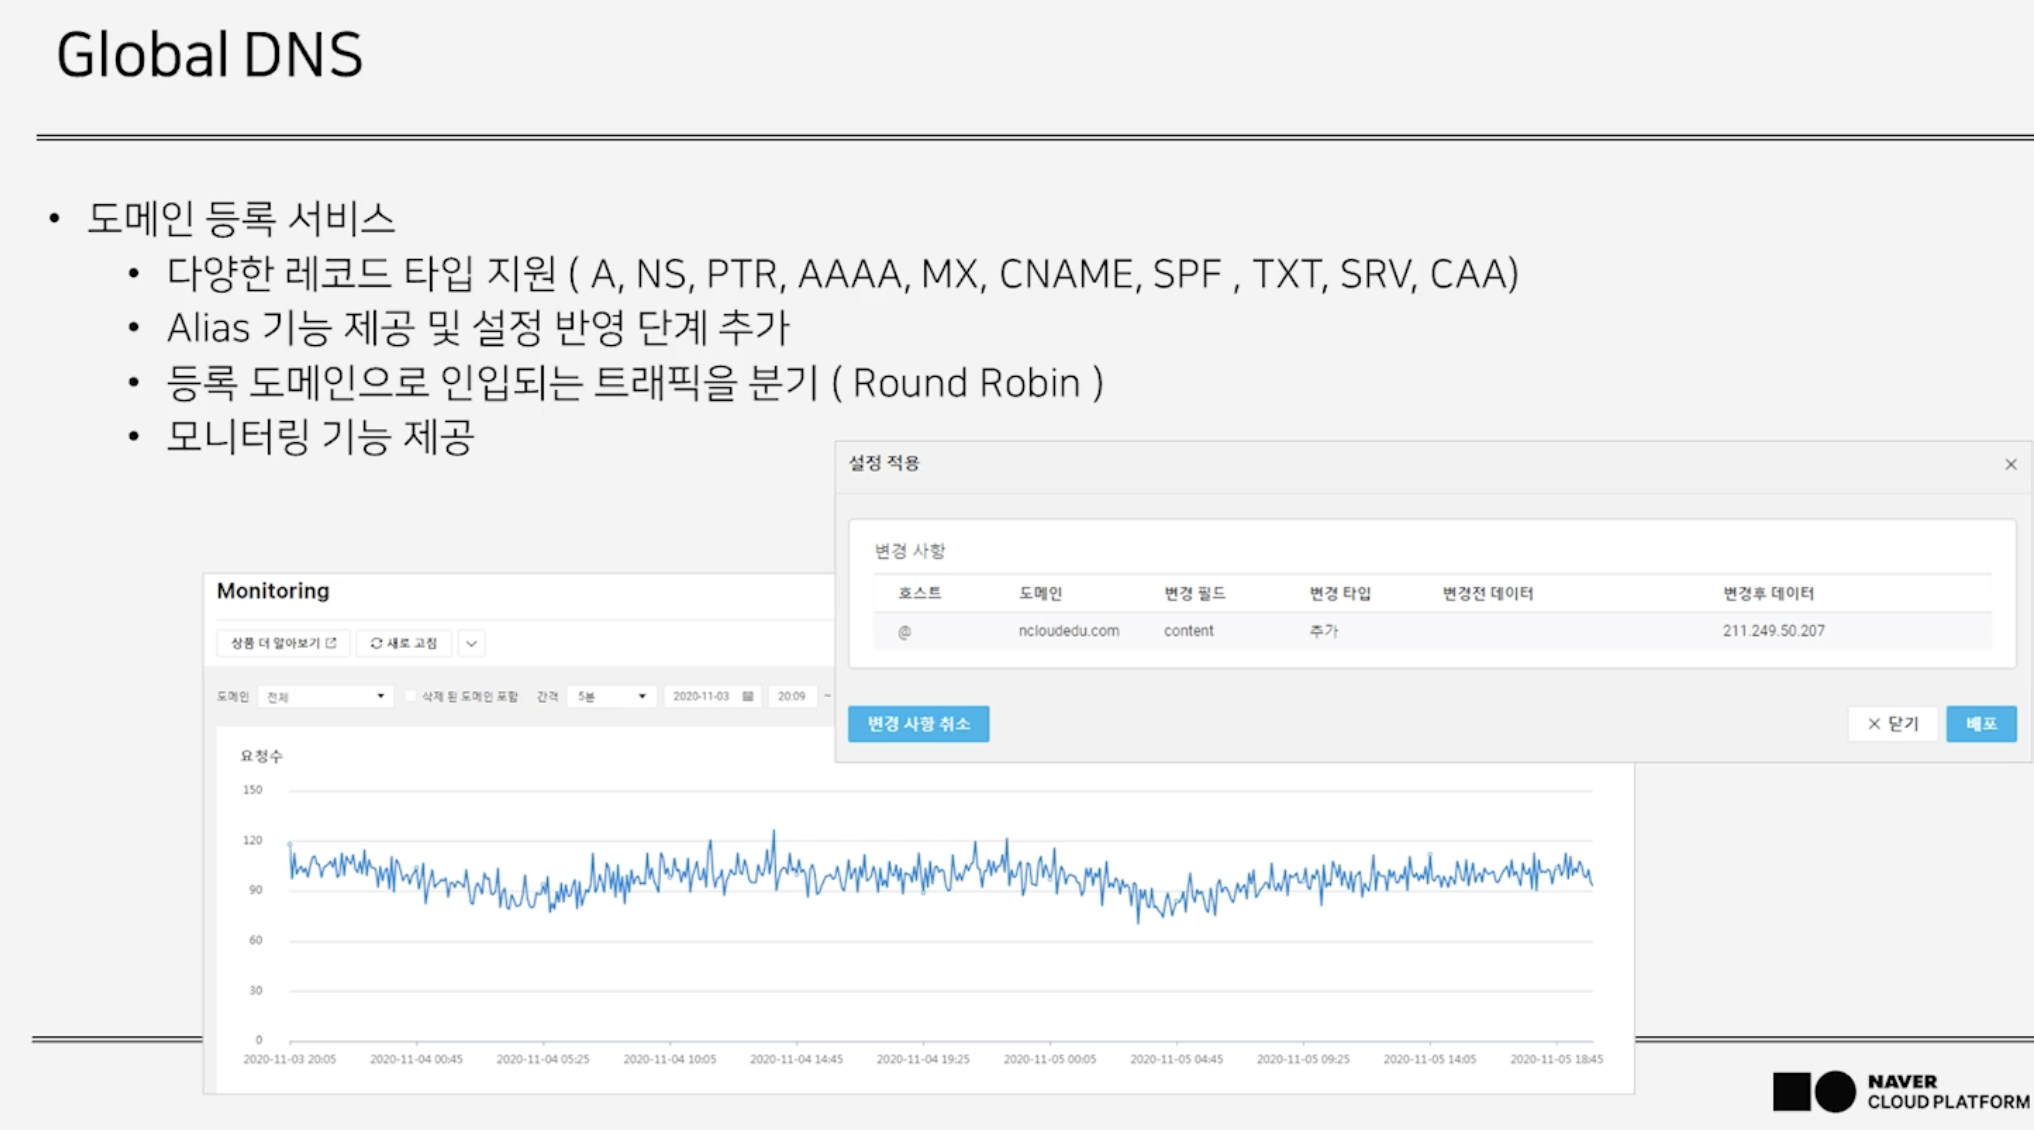 Global DNS
• 도메인 등록 서비스
• 다양한 레코드 타입 지원 ( A, NS, PTR, AAAA, MX, CNAME, SPF , TXT, SRV, CAA)
• Alias 기능 제공 및 설정 반영 단계 추가
• 등록 도메인으로 인입되는 트래픽을 분기 ( Round Robin )
• 모니터링 기능 제공
설정 적용
변경 사항
호스트 도메인 변경 필드 변경 타입 변경전 데이터 변경후 데이터
@ ncloudedu.com content 추가 211.249.50.207
변경 사항 취소 × 닫기 배포
Monitoring
상품 더 알아보기 새로 고침
도메인 전체 삭제 된 도메인 포함 간격 5분 2020-11-03 20:09 ~
요청수
150
120
90
60
30
0
2020-11-03 20:05 2020-11-04 00:45 2020-11-04 05:25 2020-11-04 10:05 2020-11-04 14:45 2020-11-04 19:25 2020-11-05 00:05 2020-11-05 04:45 2020-11-05 09:25 2020-11-05 14:05 2020-11-05 18:45
NAVER
CLOUD PLATFORM